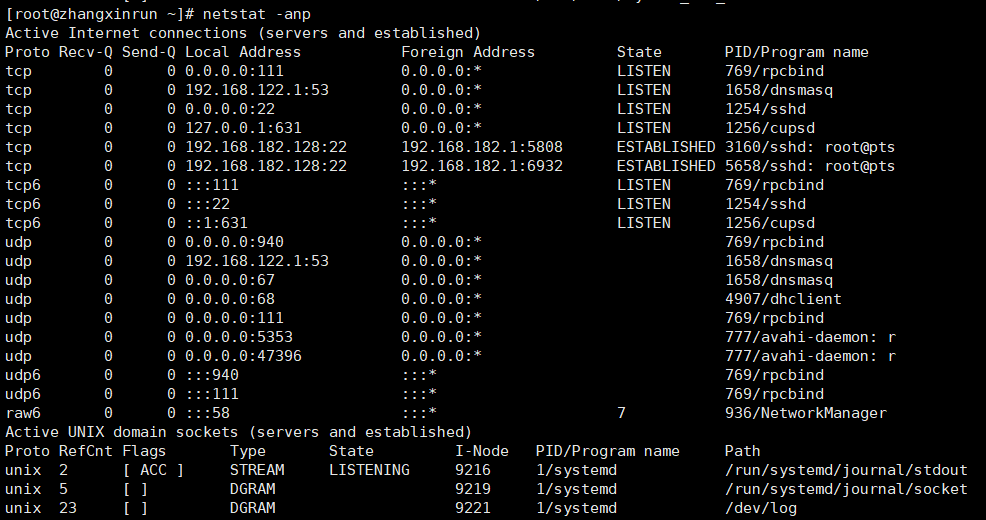 [root@zhangxinrun ~]# netstat -anp
Active Internet connections (servers and established)
Proto Recv-Q Send-Q Local Address           Foreign Address         State       PID/Program name
tcp        0      0 0.0.0.0:111             0.0.0.0:*               LISTEN      769/rpcbind
tcp        0      0 192.168.122.1:53        0.0.0.0:*               LISTEN      1658/dnsmasq
tcp        0      0 0.0.0.0:22              0.0.0.0:*               LISTEN      1254/sshd
tcp        0      0 127.0.0.1:631           0.0.0.0:*               LISTEN      1256/cupsd
tcp        0      0 192.168.182.128:22      192.168.182.1:5808      ESTABLISHED 3160/sshd: root@pts
tcp        0      0 192.168.182.128:22      192.168.182.1:6932      ESTABLISHED 5658/sshd: root@pts
tcp6       0      0 :::111                  :::*                    LISTEN      769/rpcbind
tcp6       0      0 :::22                   :::*                    LISTEN      1254/sshd
tcp6       0      0 ::1:631                 :::*                    LISTEN      1256/cupsd
udp        0      0 0.0.0.0:940             0.0.0.0:*                           769/rpcbind
udp        0      0 192.168.122.1:53        0.0.0.0:*                           1658/dnsmasq
udp        0      0 0.0.0.0:67              0.0.0.0:*                           1658/dnsmasq
udp        0      0 0.0.0.0:68              0.0.0.0:*                           4907/dhclient
udp        0      0 0.0.0.0:111             0.0.0.0:*                           769/rpcbind
udp        0      0 0.0.0.0:5353            0.0.0.0:*                           777/avahi-daemon: r
udp        0      0 0.0.0.0:47396           0.0.0.0:*                           777/avahi-daemon: r
udp6       0      0 :::940                  :::*                                769/rpcbind
udp6       0      0 :::111                  :::*                                769/rpcbind
raw6       0      0 :::58                   :::*                    7           936/NetworkManager
Active UNIX domain sockets (servers and established)
Proto RefCnt Flags       Type       State         I-Node   PID/Program name     Path
unix  2      [ ACC ]     STREAM     LISTENING     9216     1/systemd            /run/systemd/journal/stdout
unix  5      [ ]         DGRAM                    9219     1/systemd            /run/systemd/journal/socket
unix  23     [ ]         DGRAM                    9221     1/systemd            /dev/log